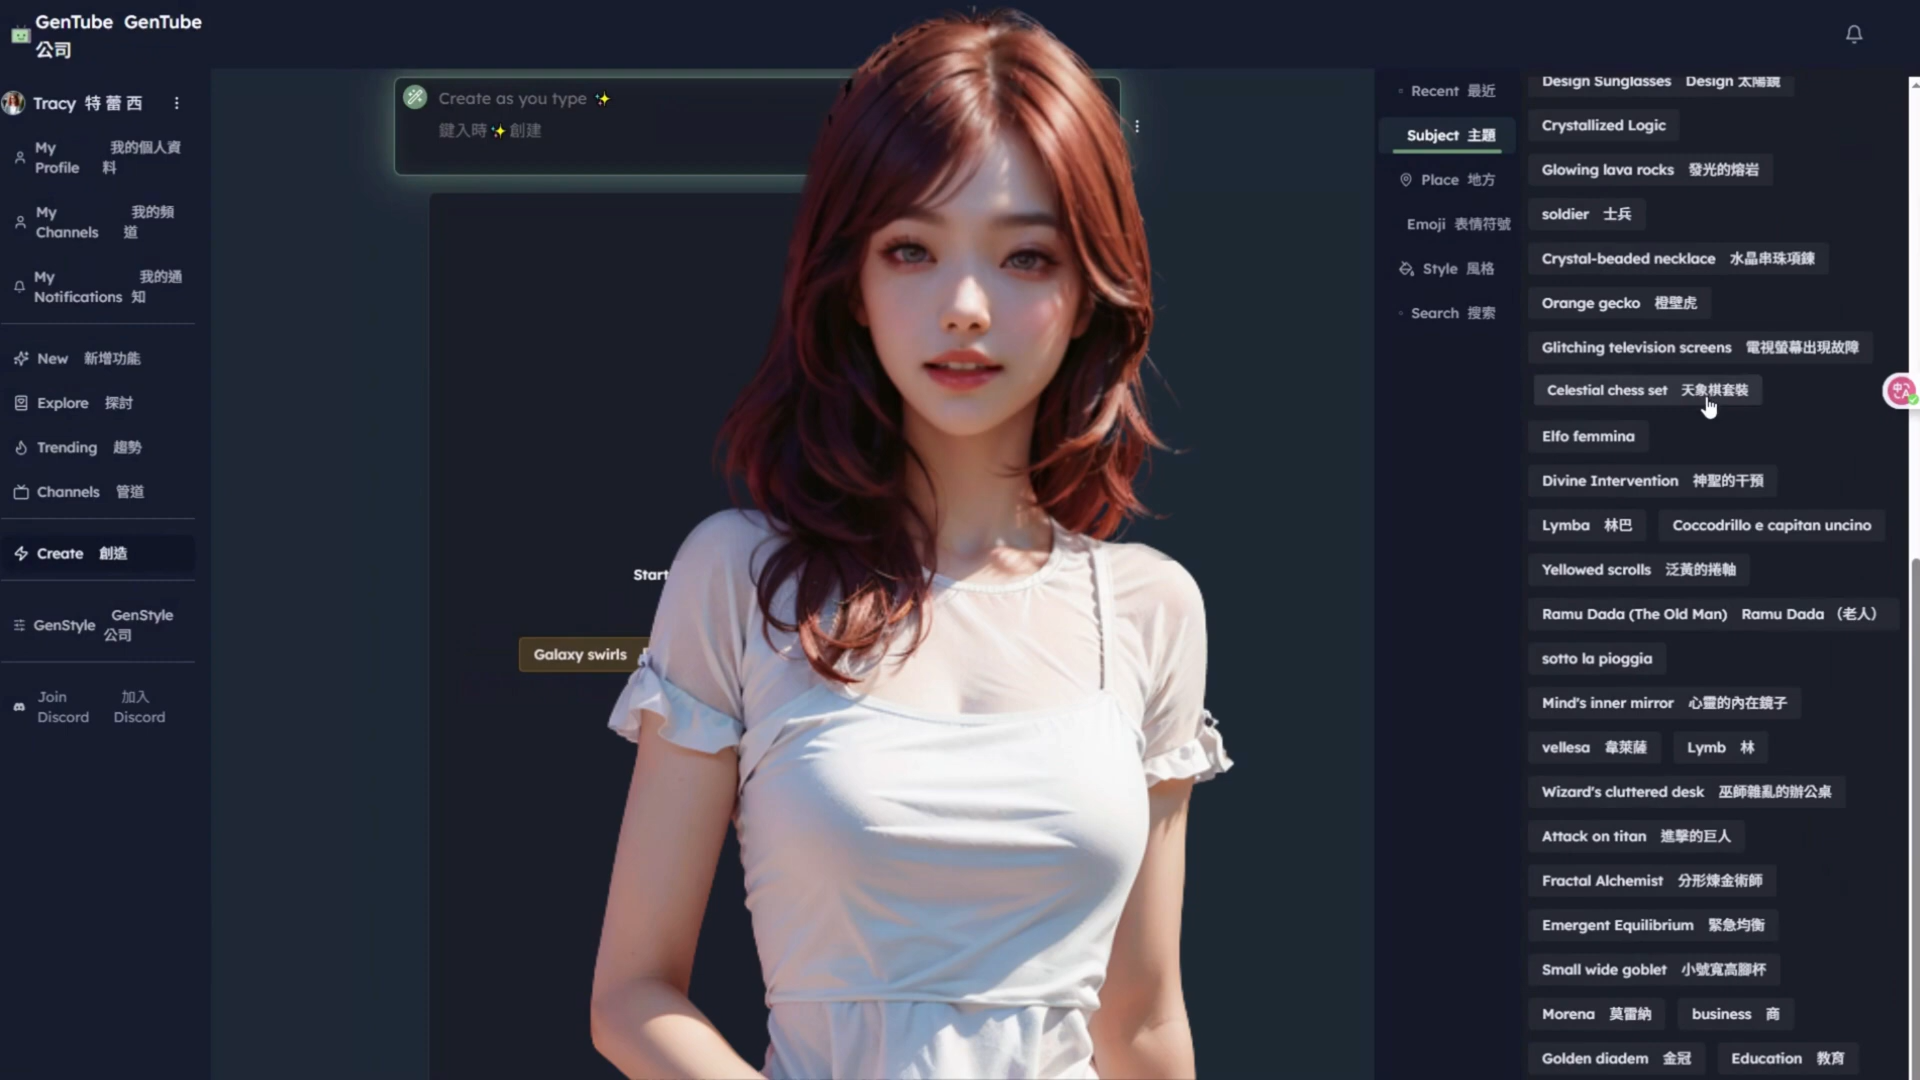 GenTube GenTube
公司
Tracy 特蕾西
My 我的個人資
Profile 料
My 我的頻
Channels 道
My 我的通
Notifications 知
New 新增功能
Explore 探討
Trending 趨勢
Channels 管道
Create 創造
GenStyle GenStyle
公司
Join 加入
Discord Discord
Create as you type ✨
鍵入時✨創建
Start
Galaxy swirls
Recent 最近
Subject 主題
Place 地方
Emoji 表情符號
Style 風格
Search 搜索
Design Sunglasses Design 太陽鏡
Crystallized Logic
Glowing lava rocks 發光的熔岩
soldier 士兵
Crystal-beaded necklace 水晶串珠項鍊
Orange gecko 橙壁虎
Glitching television screens 電視螢幕出現故障
Celestial chess set 天象棋套裝
Elfo femmina
Divine Intervention 神聖的干預
Lymba 林巴 Coccodrillo e capitan uncino
Yellowed scrolls 泛黃的捲軸
Ramu Dada (The Old Man) Ramu Dada （老人）
sotto la pioggia
Mind's inner mirror 心靈的內在鏡子
vellesa 韋萊薩 Lymb 林
Wizard's cluttered desk 巫師雜亂的辦公桌
Attack on titan 進擊的巨人
Fractal Alchemist 分形煉金術師
Emergent Equilibrium 緊急均衡
Small wide goblet 小號寬高腳杯
Morena 莫雷納 business 商
Golden diadem 金冠 Education 教育